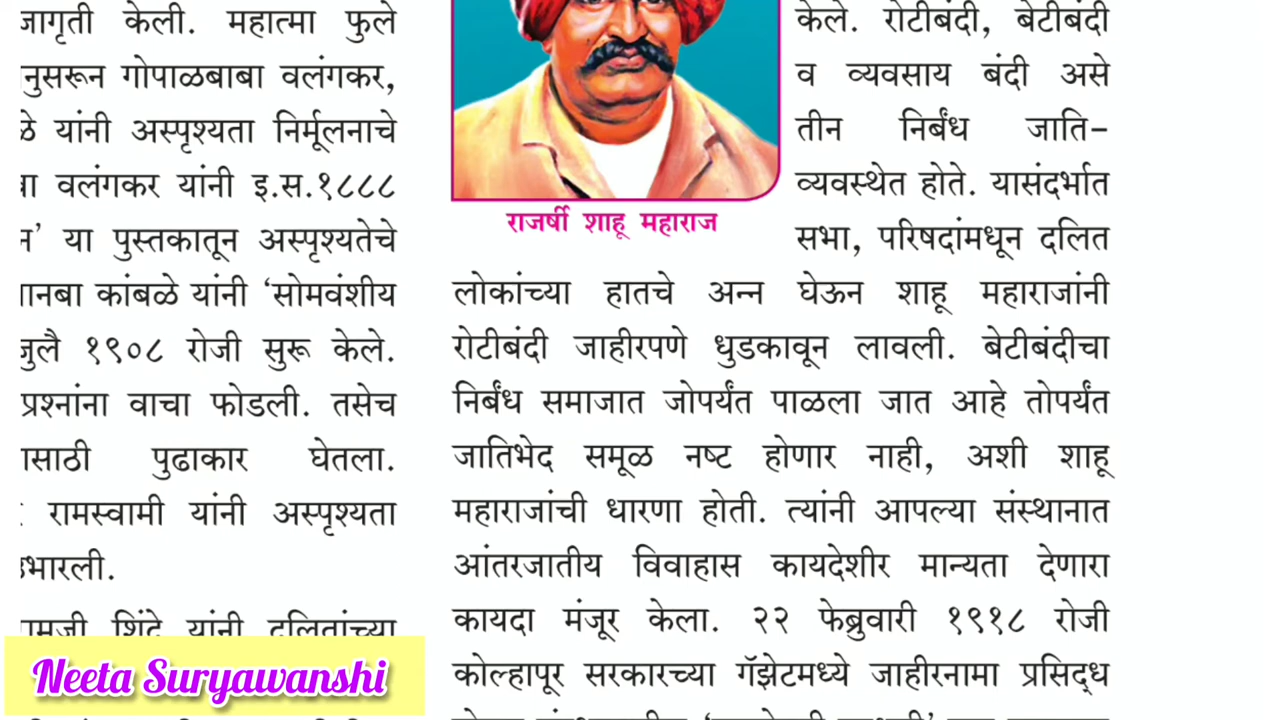 जागृती केली. महात्मा फुले
गोपाळबाबा वलंगकर,
यांनी अस्पृश्यता निर्मूलनाचे
वलंगकर यांनी इ.स.१८८८
या पुस्तकातून अस्पृश्यतेचे
कांबळे यांनी ‘सोमवंशीय
जुलै १९०८ रोजी सुरू केले.
प्रश्नांना वाचा फोडली. तसेच
पुढाकार घेतला.
रामस्वामी यांनी अस्पृश्यता
शिंदे यांनी दलितांच्या
Neeta Suryawanshi
राजर्षी शाहू महाराज
केले. रोटीबंदी, बेटीबंदी
व व्यवसाय बंदी असे
तीन निर्बंध जाति-
व्यवस्थेत होते. यासंदर्भात
सभा, परिषदांमधून दलित
लोकांच्या हातचे अन्न घेऊन शाहू महाराजांनी
रोटीबंदी जाहीरपणे धुडकावून लावली. बेटीबंदीचा
निर्बंध समाजात जोपर्यंत पाळला जात आहे तोपर्यंत
जातिभेद समूळ नष्ट होणार नाही, अशी शाहू
महाराजांची धारणा होती. त्यांनी आपल्या संस्थानात
आंतरजातीय विवाहास कायदेशीर मान्यता देणारा
कायदा मंजूर केला. २२ फेब्रुवारी १९१८ रोजी
कोल्हापूर सरकारच्या गॅझेटमध्ये जाहीरनामा प्रसिद्ध